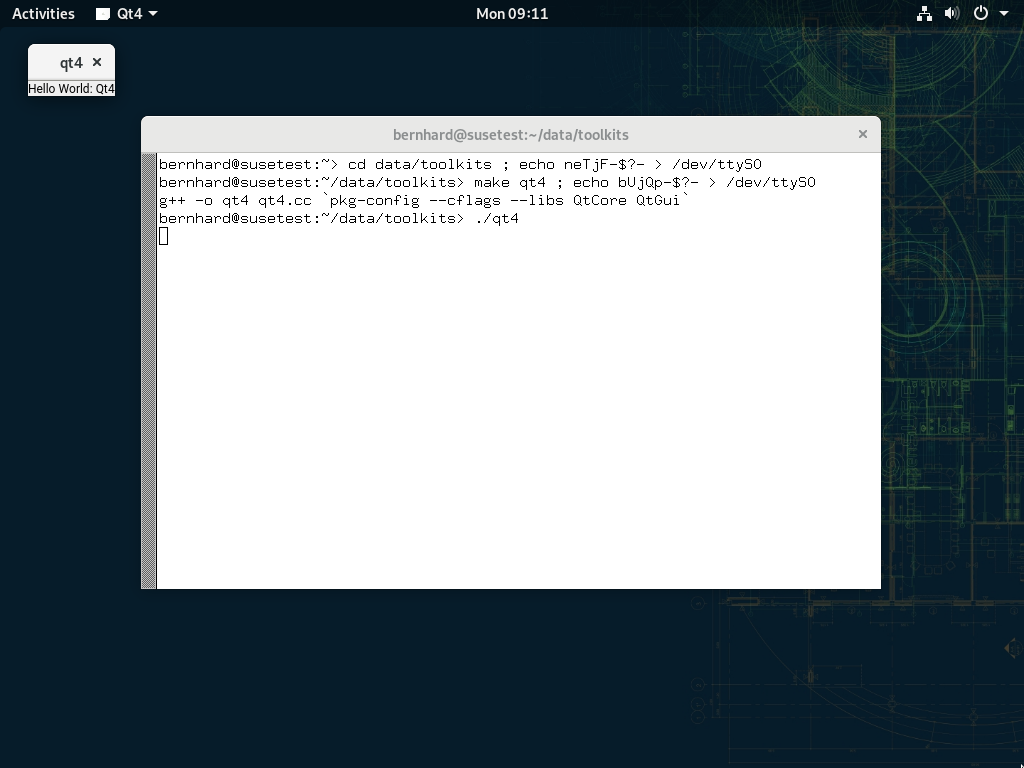 Activities
Qt4
Mon 09:11
qt4 ×
Hello World: Qt4
bernhard@susetest:~/data/toolkits ×
bernhard@susetest:~> cd data/toolkits ; echo neTjF-$?- > /dev/ttyS0
bernhard@susetest:~/data/toolkits> make qt4 ; echo bUjQp-$?- > /dev/ttyS0
g++ -o qt4 qt4.cc `pkg-config --cflags --libs QtCore QtGui`
bernhard@susetest:~/data/toolkits> ./qt4